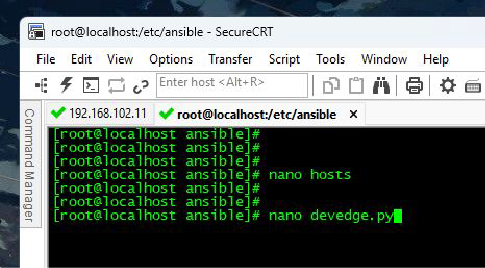 root@localhost:/etc/ansible - SecureCRT
File Edit View Options Transfer Script Tools Window Help
Enter host <Alt+R>
192.168.102.11 root@localhost:/etc/ansible
Command Manager
[root@localhost ansible]#
[root@localhost ansible]#
[root@localhost ansible]#
[root@localhost ansible]# nano hosts
[root@localhost ansible]#
[root@localhost ansible]#
[root@localhost ansible]# nano devedge.py